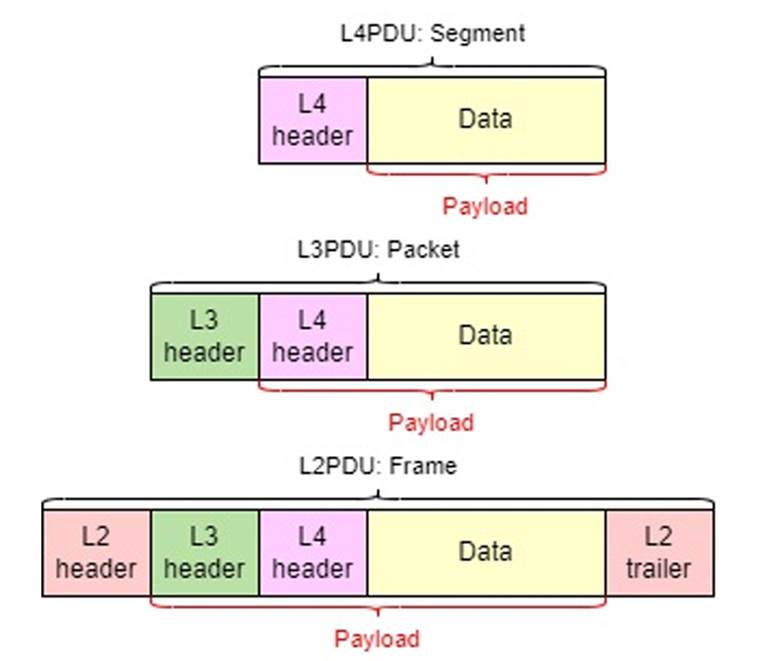 L4PDU: Segment
L4 header
Data
Payload
L3PDU: Packet
L3 header
L4 header
Data
Payload
L2PDU: Frame
L2 header
L3 header
L4 header
Data
L2 trailer
Payload